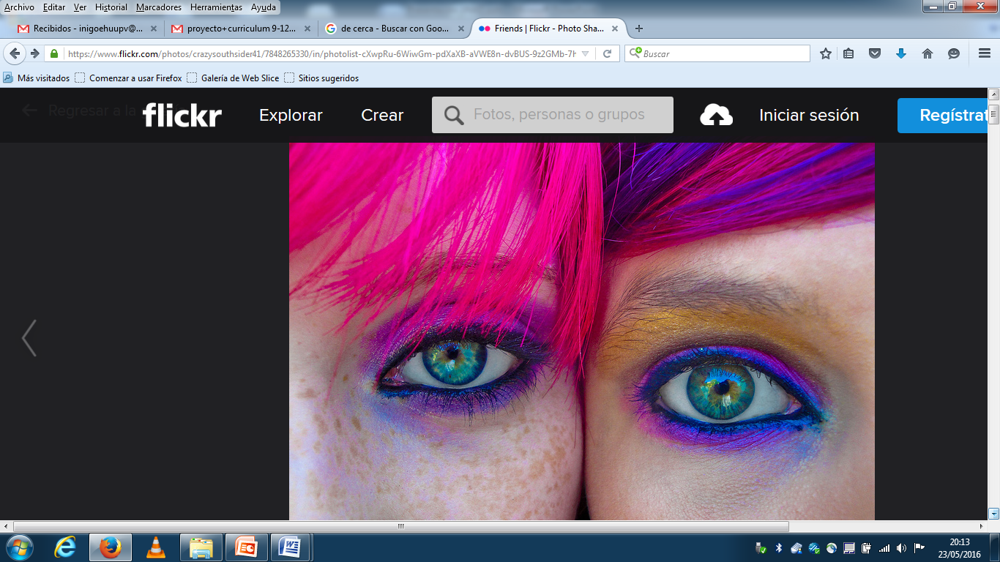 Archivo Editar Ver Historial Marcadores Herramientas Ayuda
Recibidos - inigoehuupv@... proyecto+curriculum 9-12... de cerca - Buscar con Goo... Friends | Flickr - Photo Sha...
https://www.flickr.com/photos/crazysouthsider41/7848265330/in/photolist-cXwpRu-6WiwGm-pdXaXB-aVWE8n-dvBUS-9z2GMb-7h Buscar
Más visitados Comenzar a usar Firefox Galería de Web Slice Sitios sugeridos
Regresar a la flickr Explorar Crear Fotos, personas o grupos Iniciar sesión Regístrat
20:13
23/05/2016